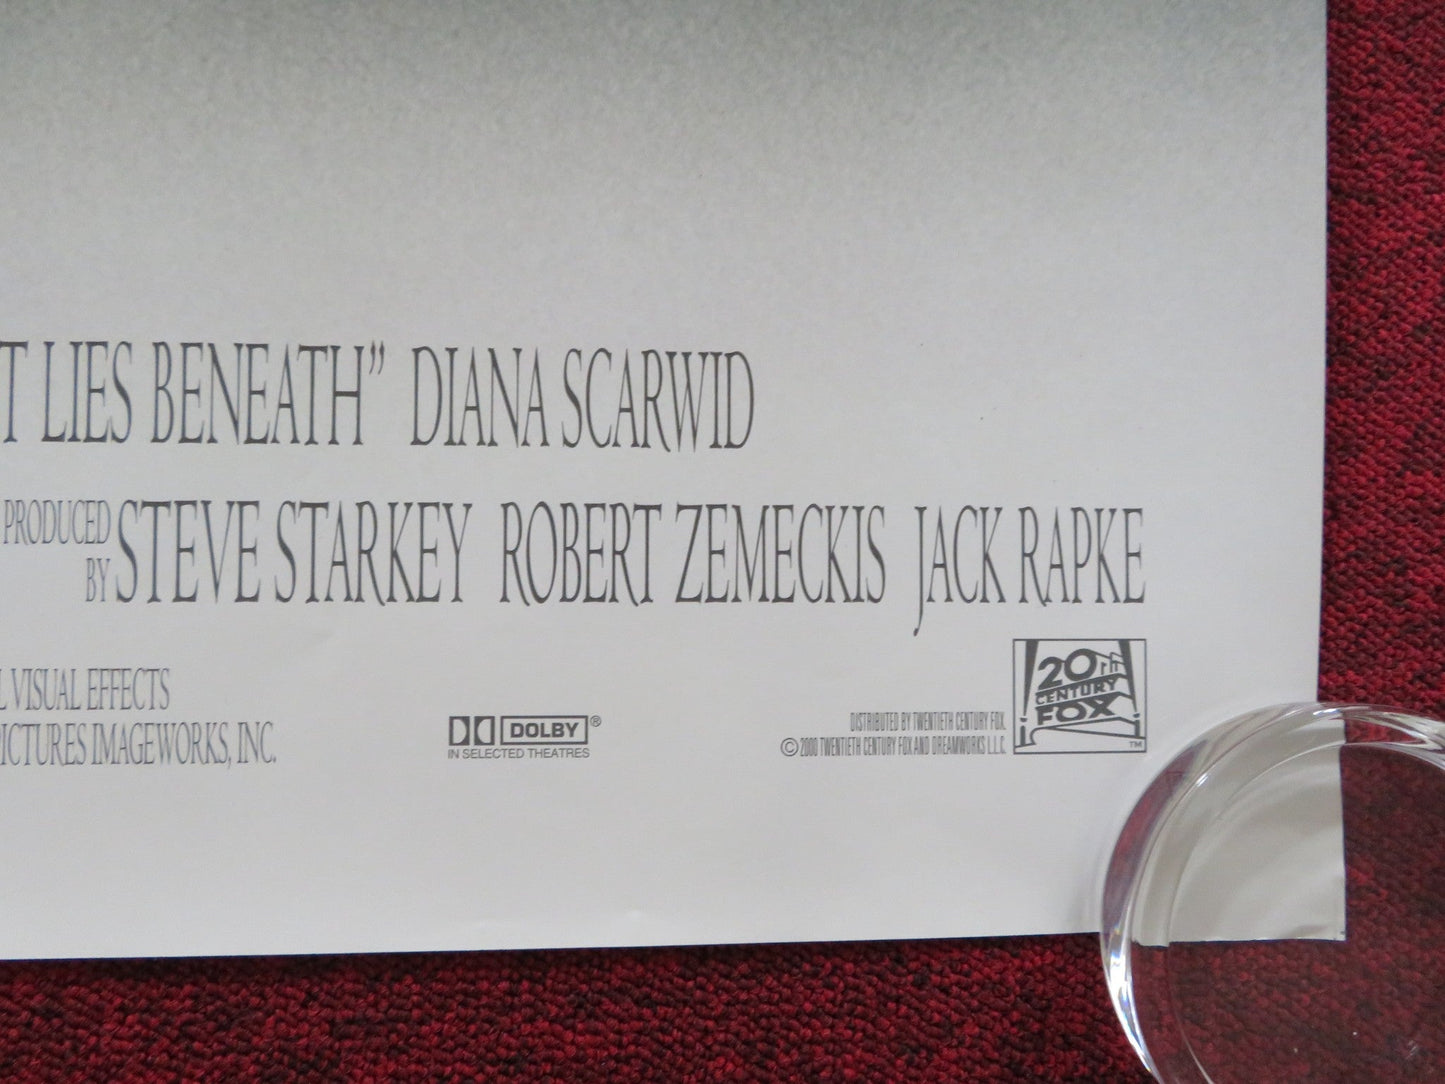 T LIES BENEATH” DIANA SCARWID
PRODUCED BY STEVE STARKEY ROBERT ZEMECKIS JACK RAPKE
L VISUAL EFFECTS
PICTURES IMAGEWORKS, INC.
DOLBY®
IN SELECTED THEATRES
DISTRIBUTED BY TWENTIETH CENTURY FOX.
© 2000 TWENTIETH CENTURY FOX AND DREAMWORKS L.L.C.
20TH
CENTURY
FOX
TM